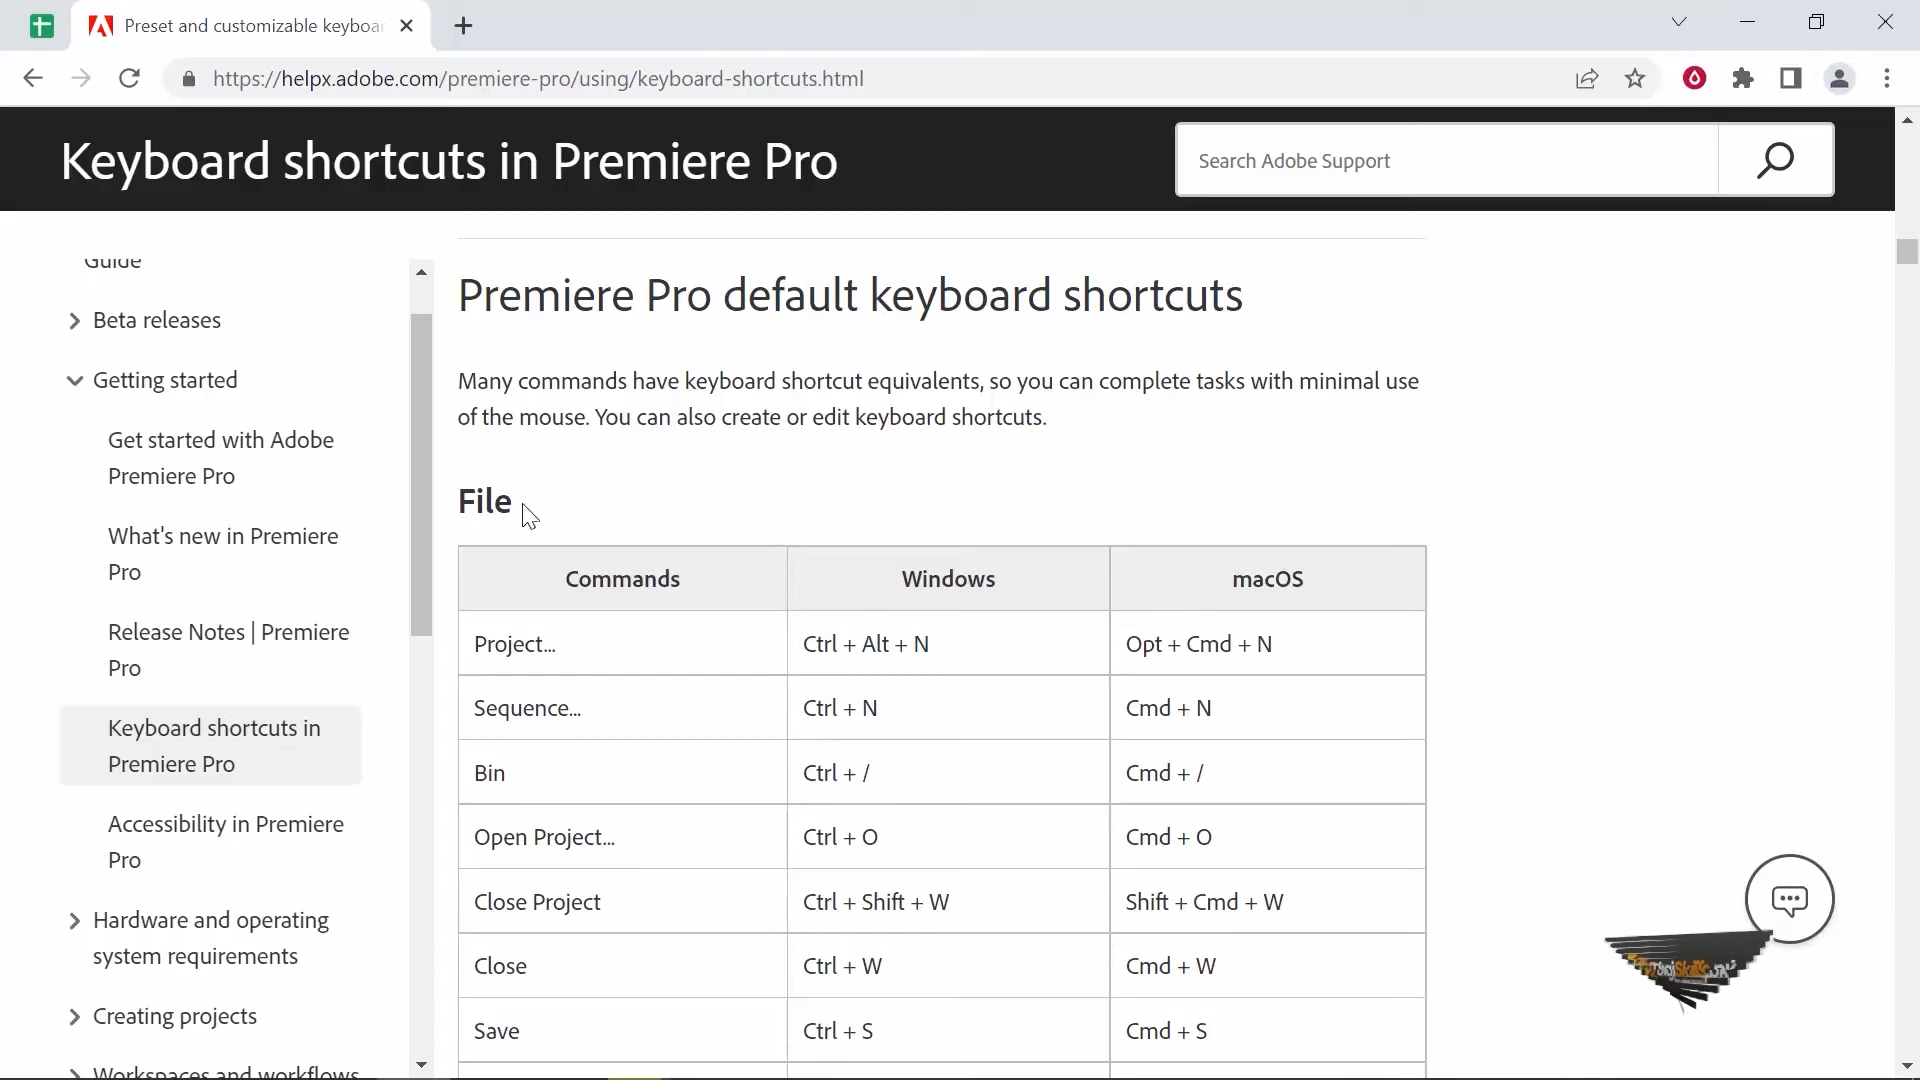 Preset and customizable keyboar
https://helpx.adobe.com/premiere-pro/using/keyboard-shortcuts.html
Keyboard shortcuts in Premiere Pro
Search Adobe Support
Guide
Beta releases
Getting started
Get started with Adobe
Premiere Pro
What's new in Premiere
Pro
Release Notes | Premiere
Pro
Keyboard shortcuts in
Premiere Pro
Accessibility in Premiere
Pro
Hardware and operating
system requirements
Creating projects
Workspaces and workflows
Premiere Pro default keyboard shortcuts
Many commands have keyboard shortcut equivalents, so you can complete tasks with minimal use
of the mouse. You can also create or edit keyboard shortcuts.
File
Commands Windows macOS
Project... Ctrl + Alt + N Opt + Cmd + N
Sequence... Ctrl + N Cmd + N
Bin Ctrl + / Cmd + /
Open Project... Ctrl + O Cmd + O
Close Project Ctrl + Shift + W Shift + Cmd + W
Close Ctrl + W Cmd + W
Save Ctrl + S Cmd + S